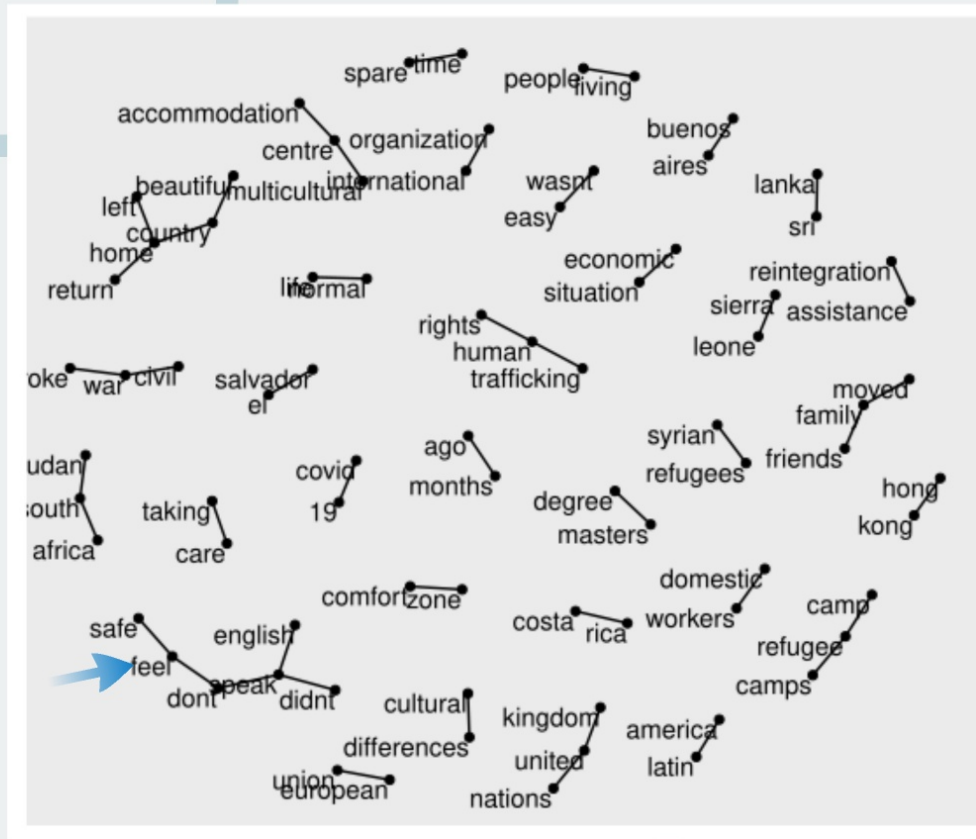 spare
time
people
living
accommodation
centre
organization
international
multicultural
buenos
aires
wasnt
easy
lanka
sri
beautiful
left
country
home
return
life
normal
economic
situation
reintegration
assistance
sierra
leone
rights
human
trafficking
oke
war
civil
salvador
el
moved
family
friends
ago
months
syrian
refugees
udan
outh
africa
covid
19
taking
care
degree
masters
hong
kong
comfort
zone
costa
rica
domestic
workers
camp
refugee
camps
safe
feel
dont
speak
english
didnt
cultural
differences
kingdom
united
nations
america
latin
union
european